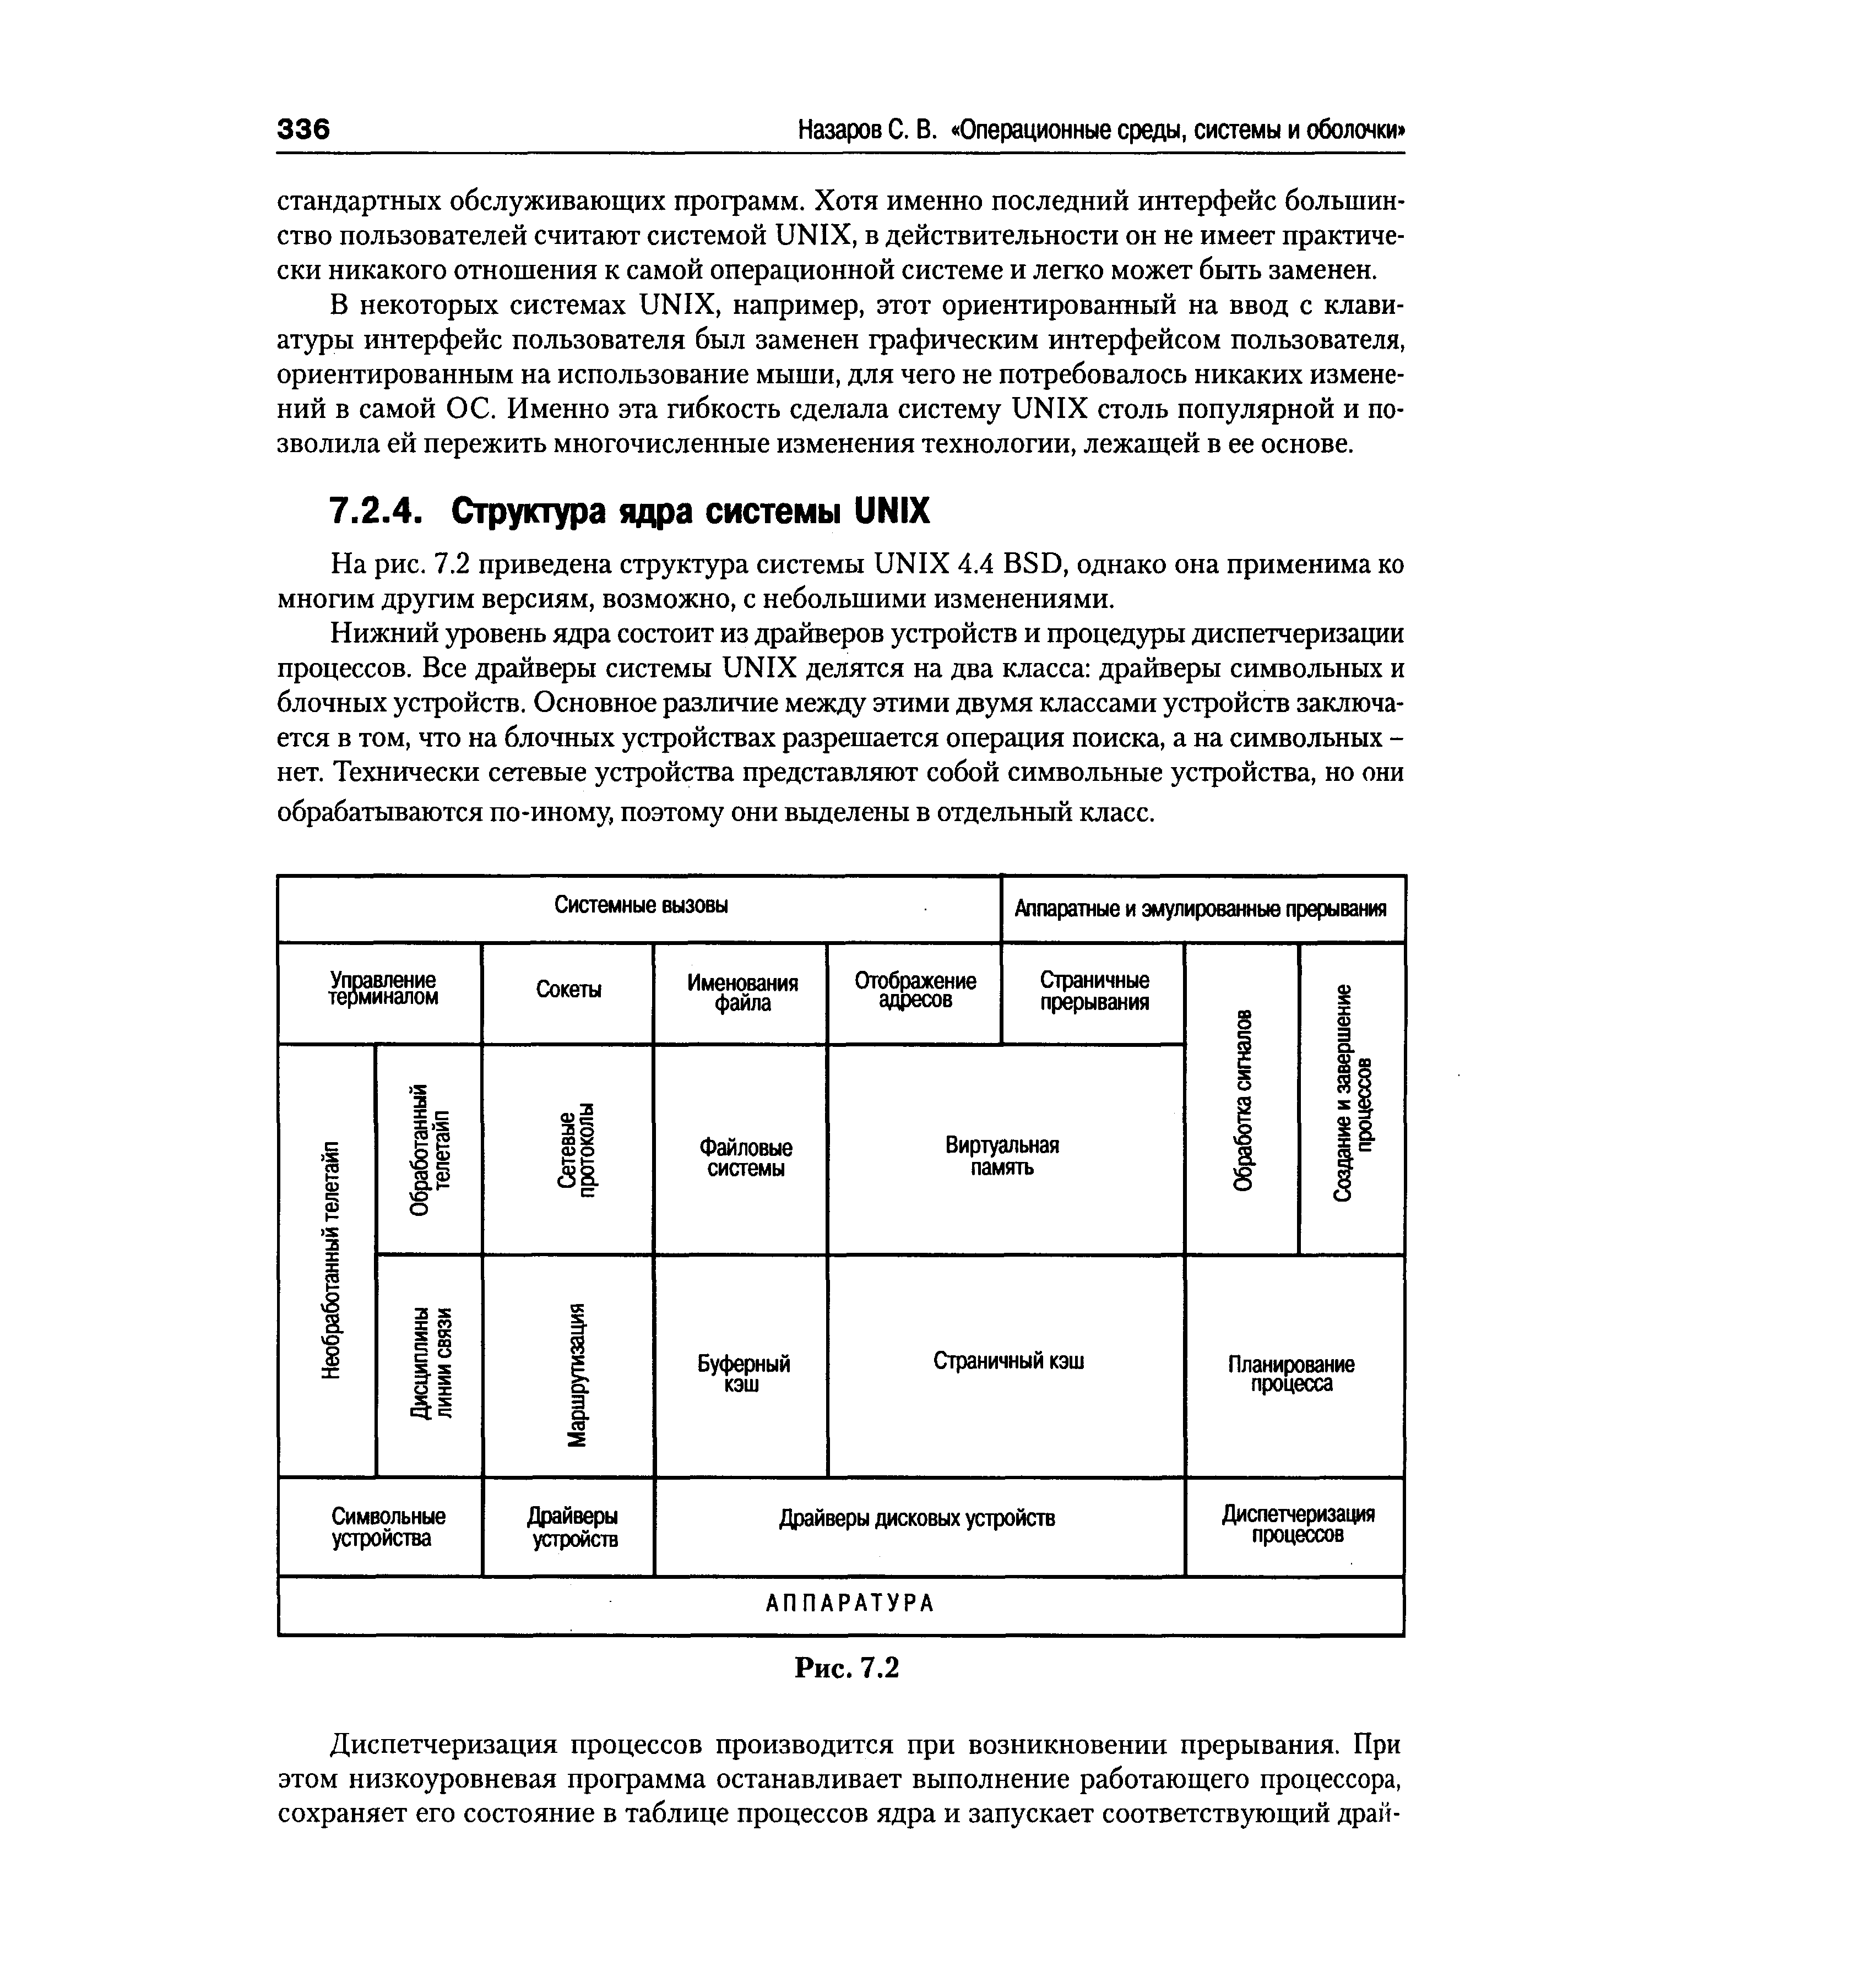 336
Назаров С. В. «Операционные среды, системы и оболочки»
стандартных обслуживающих программ. Хотя именно последний интерфейс большин-
ство пользователей считают системой UNIX, в действительности он не имеет практиче-
ски никакого отношения к самой операционной системе и легко может быть заменен.
В некоторых системах UNIX, например, этот ориентированный на ввод с клави-
атуры интерфейс пользователя был заменен графическим интерфейсом пользователя,
ориентированным на использование мыши, для чего не потребовалось никаких измене-
ний в самой ОС. Именно эта гибкость сделала систему UNIX столь популярной и по-
зволила ей пережить многочисленные изменения технологии, лежащей в ее основе.
7.2.4. Структура ядра системы UNIX
На рис. 7.2 приведена структура системы UNIX 4.4 BSD, однако она применима ко
многим другим версиям, возможно, с небольшими изменениями.
Нижний уровень ядра состоит из драйверов устройств и процедуры диспетчеризации
процессов. Все драйверы системы UNIX делятся на два класса: драйверы символьных и
блочных устройств. Основное различие между этими двумя классами устройств заключа-
ется в том, что на блочных устройствах разрешается операция поиска, а на символьных –
нет. Технически сетевые устройства представляют собой символьные устройства, но они
обрабатываются по-иному, поэтому они выделены в отдельный класс.
Системные вызовы
Аппаратные и эмулированные прерывания
Управление
терминалом
Сокеты
Именования
файла
Отображение
адресов
Страничные
прерывания
Обработка сигналов
Создание и завершение
процессов
Необработанный телетайп
Обработанный
телетайп
Сетевые
протоколы
Файловые
системы
Виртуальная
память
Дисциплины
линии связи
Маршрутизация
Буферный
кэш
Страничный кэш
Планирование
процесса
Символьные
устройства
Драйверы
устройств
Драйверы дисковых устройств
Диспетчеризация
процессов
АППАРАТУРА
Рис. 7.2
Диспетчеризация процессов производится при возникновении прерывания. При
этом низкоуровневая программа останавливает выполнение работающего процессора,
сохраняет его состояние в таблице процессов ядра и запускает соответствующий драй-